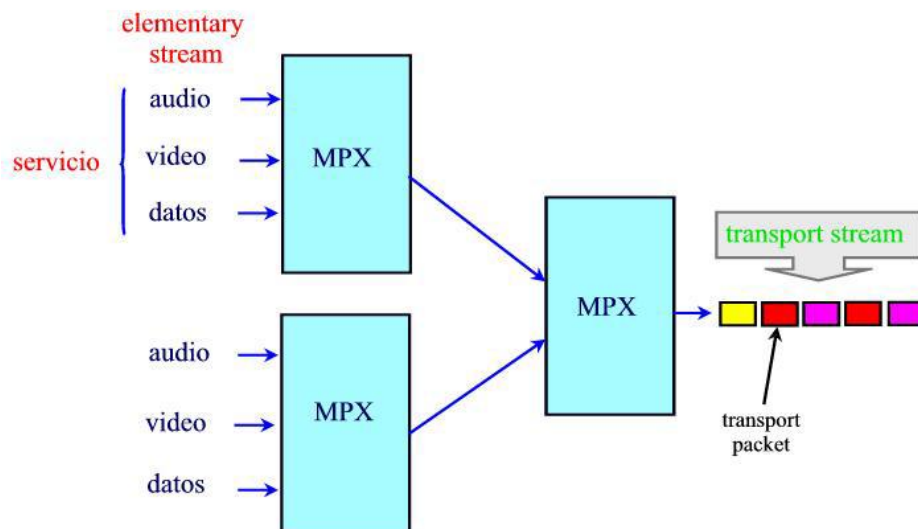 elementary
stream
audio
video
datos
servicio
MPX
audio
video
datos
MPX
MPX
transport stream
transport
packet